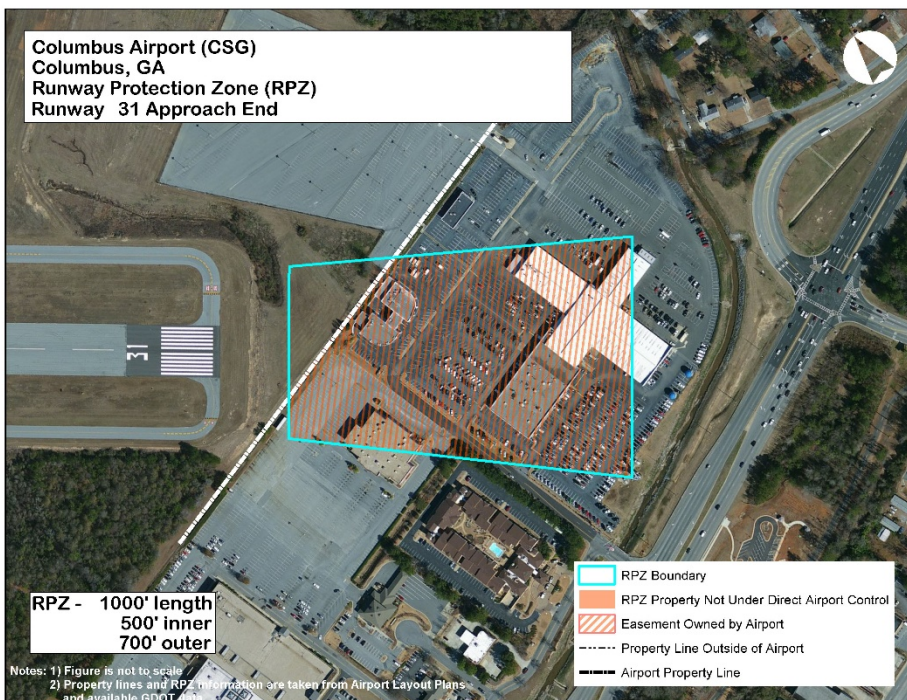 Columbus Airport (CSG)
Columbus, GA
Runway Protection Zone (RPZ)
Runway 31 Approach End
31
RPZ - 1000' length
500' inner
700' outer
Notes: 1) Figure is not to scale
2) Property lines and RPZ information are taken from Airport Layout Plans
and available GDOT data
RPZ Boundary
RPZ Property Not Under Direct Airport Control
Easement Owned by Airport
Property Line Outside of Airport
Airport Property Line